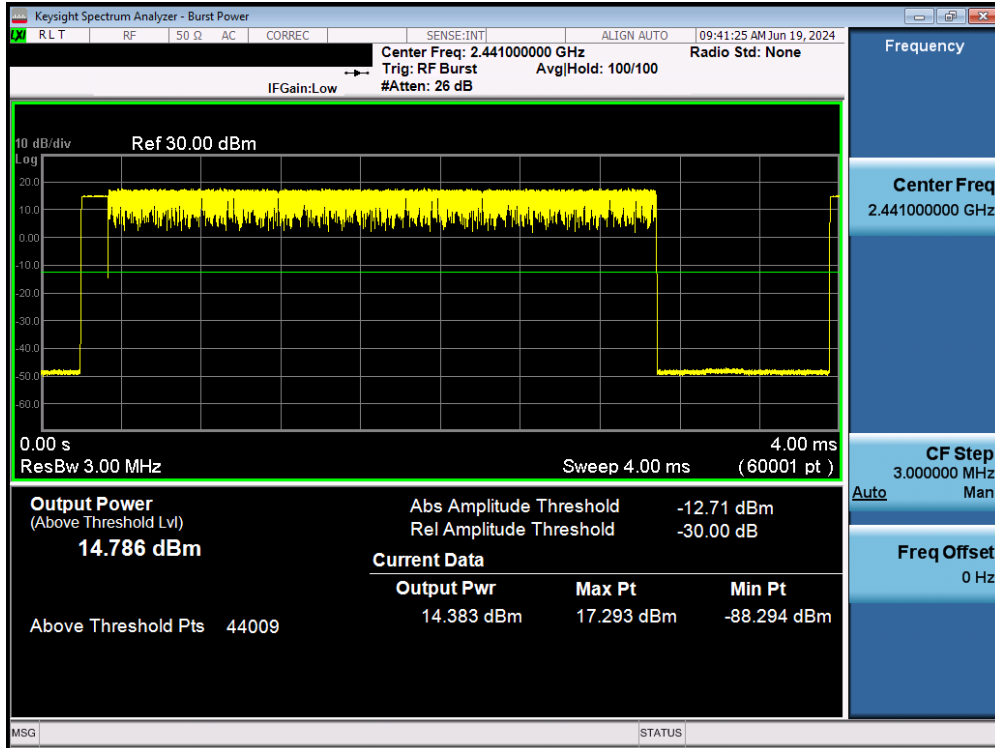 Keysight Spectrum Analyzer - Burst Power
LXI RLT RF 50 Ω AC CORREC SENSE:INT ALIGN AUTO 09:41:25 AM Jun 19, 2024
Center Freq: 2.441000000 GHz Radio Std: None
Trig: RF Burst Avg|Hold: 100/100
IFGain:Low #Atten: 26 dB
10 dB/div Ref 30.00 dBm
Log
20.0
10.0
0.00
-10.0
-20.0
-30.0
-40.0
-50.0
-60.0
0.00 s 4.00 ms
ResBw 3.00 MHz Sweep 4.00 ms (60001 pt)
Output Power
(Above Threshold Lvl)
14.786 dBm
Above Threshold Pts 44009
Abs Amplitude Threshold -12.71 dBm
Rel Amplitude Threshold -30.00 dB
Current Data
Output Pwr Max Pt Min Pt
14.383 dBm 17.293 dBm -88.294 dBm
Frequency
Center Freq
2.441000000 GHz
CF Step
3.000000 MHz
Auto Man
Freq Offset
0 Hz
MSG STATUS